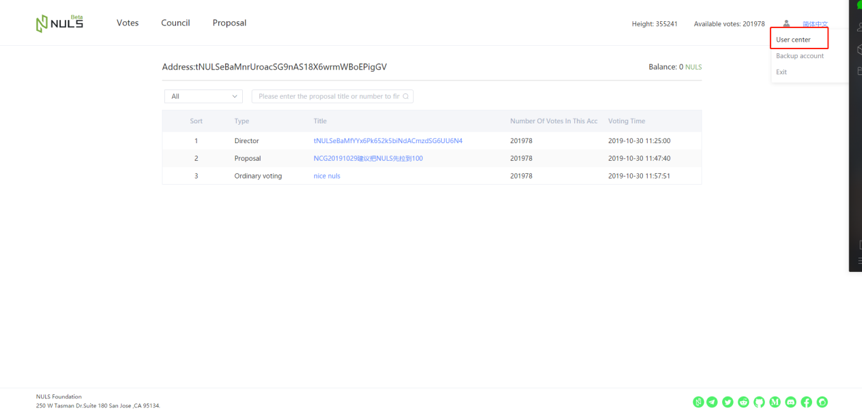 NULS Beta
Votes Council Proposal Height: 355241 Available votes: 201978 简体中文
User center
Backup account
Exit
Address:tNULSeBaMnrUroacSG9nAS18X6wrmWBoEPigGV Balance: 0 NULS
All Please enter the proposal title or number to fir
Sort Type Title Number Of Votes In This Acc Voting Time
1 Director tNULSeBaMfYYx6Pk652k5biNdACmzdSG6UU6N4 201978 2019-10-30 11:25:00
2 Proposal NCG20191029建议把NULS先拉到100 201978 2019-10-30 11:47:40
3 Ordinary voting nice nuls 201978 2019-10-30 11:57:51
NULS Foundation
250 W Tasman Dr.Suite 180 San Jose ,CA 95134.